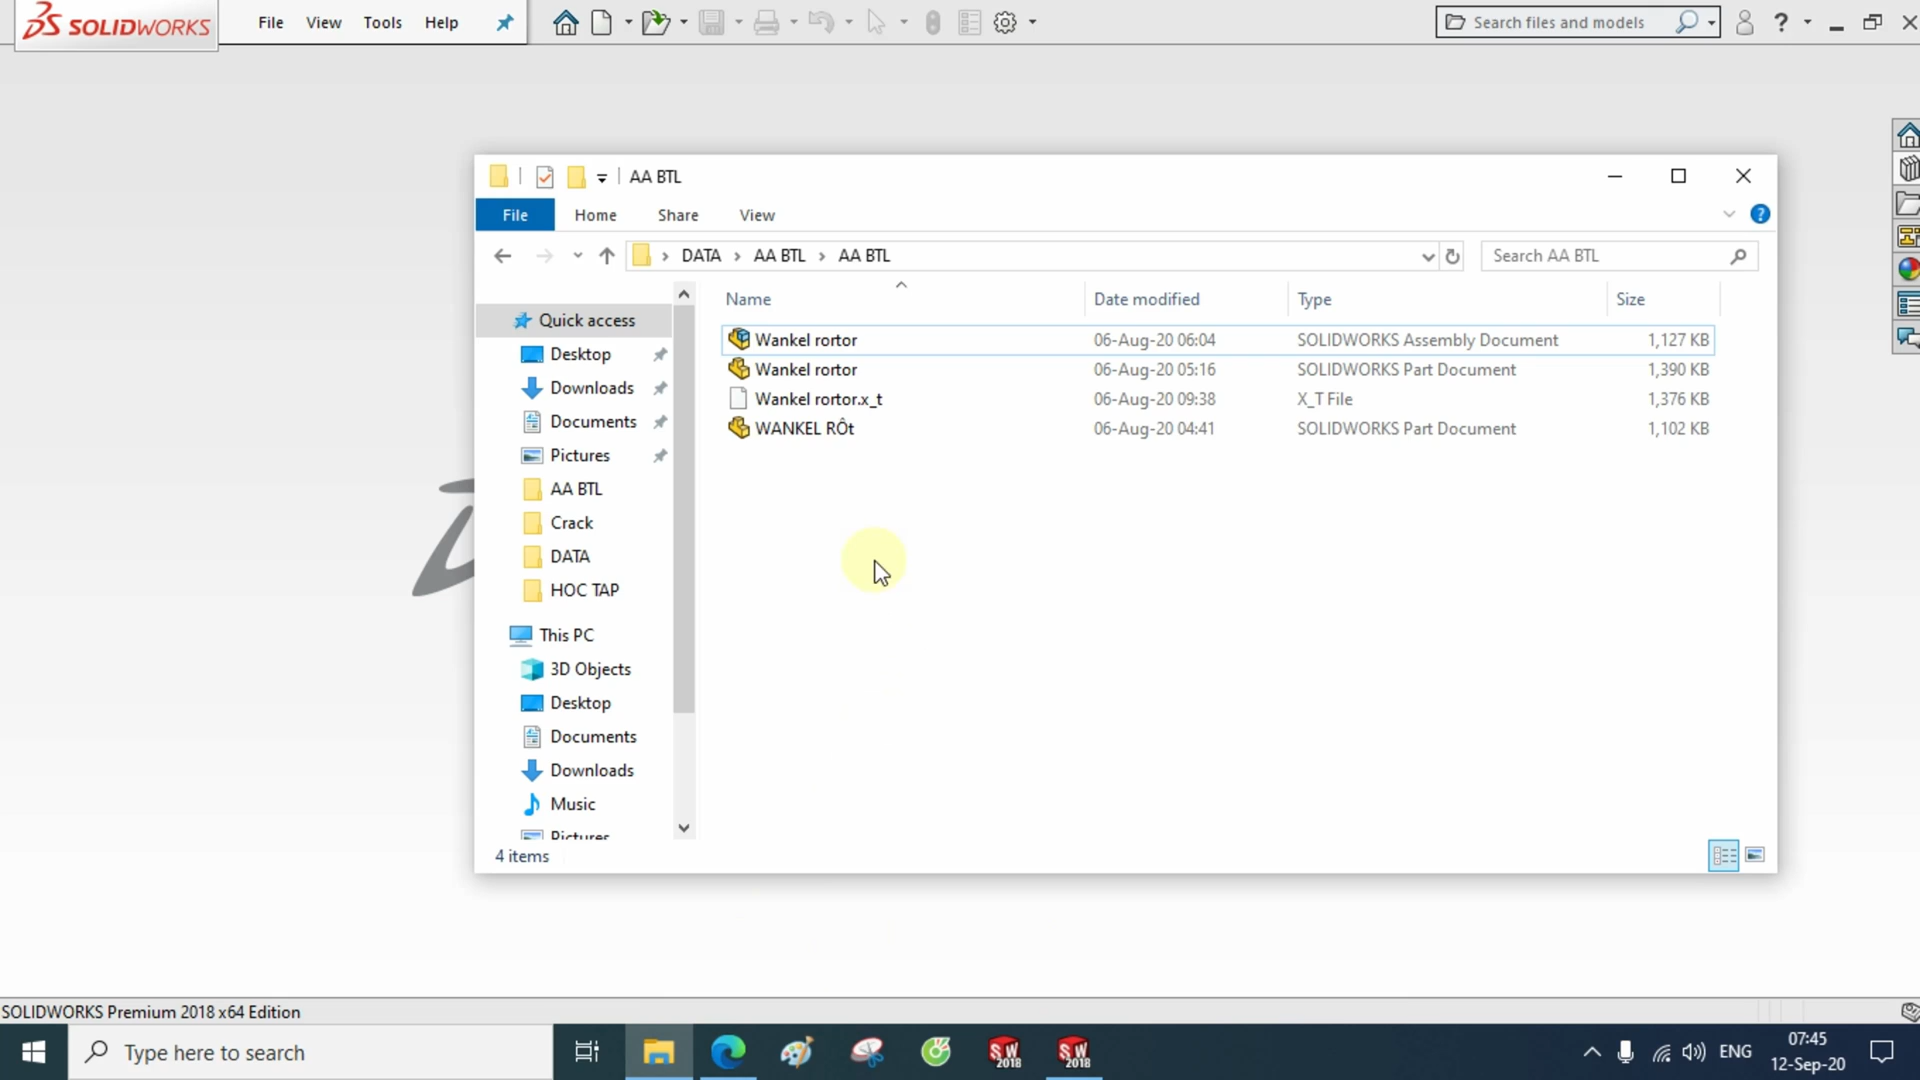 SOLIDWORKS File View Tools Help Search files and models ?
AA BTL
File Home Share View ?
DATA AA BTL AA BTL Search AA BTL
Name Date modified Type Size
Quick access
Desktop
Downloads
Documents
Pictures
AA BTL
Crack
DATA
HOC TAP
This PC
3D Objects
Desktop
Documents
Downloads
Music
Pictures
Wankel rortor 06-Aug-20 06:04 SOLIDWORKS Assembly Document 1,127 KB
Wankel rortor 06-Aug-20 05:16 SOLIDWORKS Part Document 1,390 KB
Wankel rortor.x_t 06-Aug-20 09:38 X_T File 1,376 KB
WANKEL RÔt 06-Aug-20 04:41 SOLIDWORKS Part Document 1,102 KB
4 items
SOLIDWORKS Premium 2018 x64 Edition
Type here to search
SW 2018
SW 2018
ENG
07:45
12-Sep-20